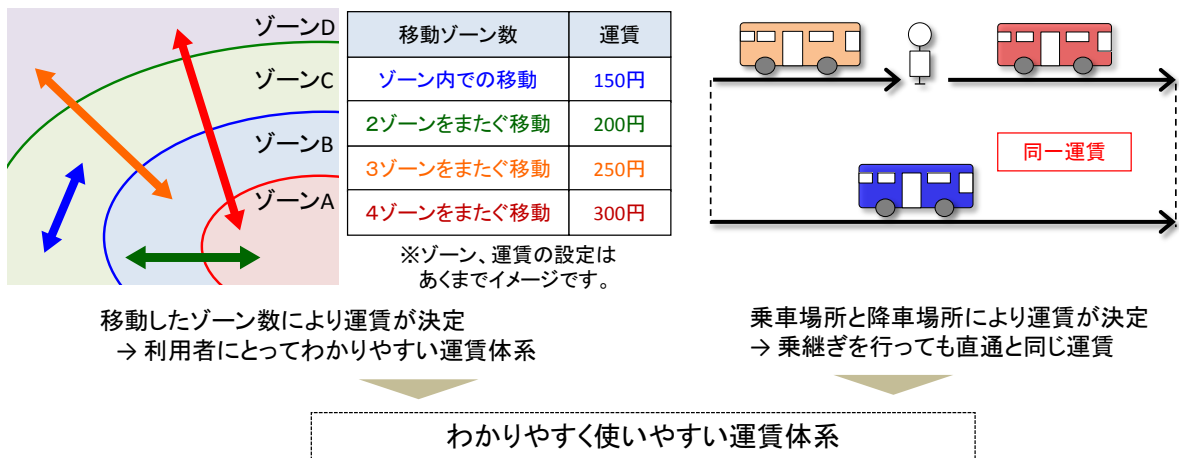 ゾーンD
ゾーンC
ゾーンB
ゾーンA
移動ゾーン数 運賃
ゾーン内での移動 150円
2ゾーンをまたぐ移動 200円
3ゾーンをまたぐ移動 250円
4ゾーンをまたぐ移動 300円
※ゾーン、運賃の設定は
あくまでイメージです。
移動したゾーン数により運賃が決定
→ 利用者にとってわかりやすい運賃体系
同一運賃
乗車場所と降車場所により運賃が決定
→ 乗継ぎを行っても直通と同じ運賃
わかりやすく使いやすい運賃体系